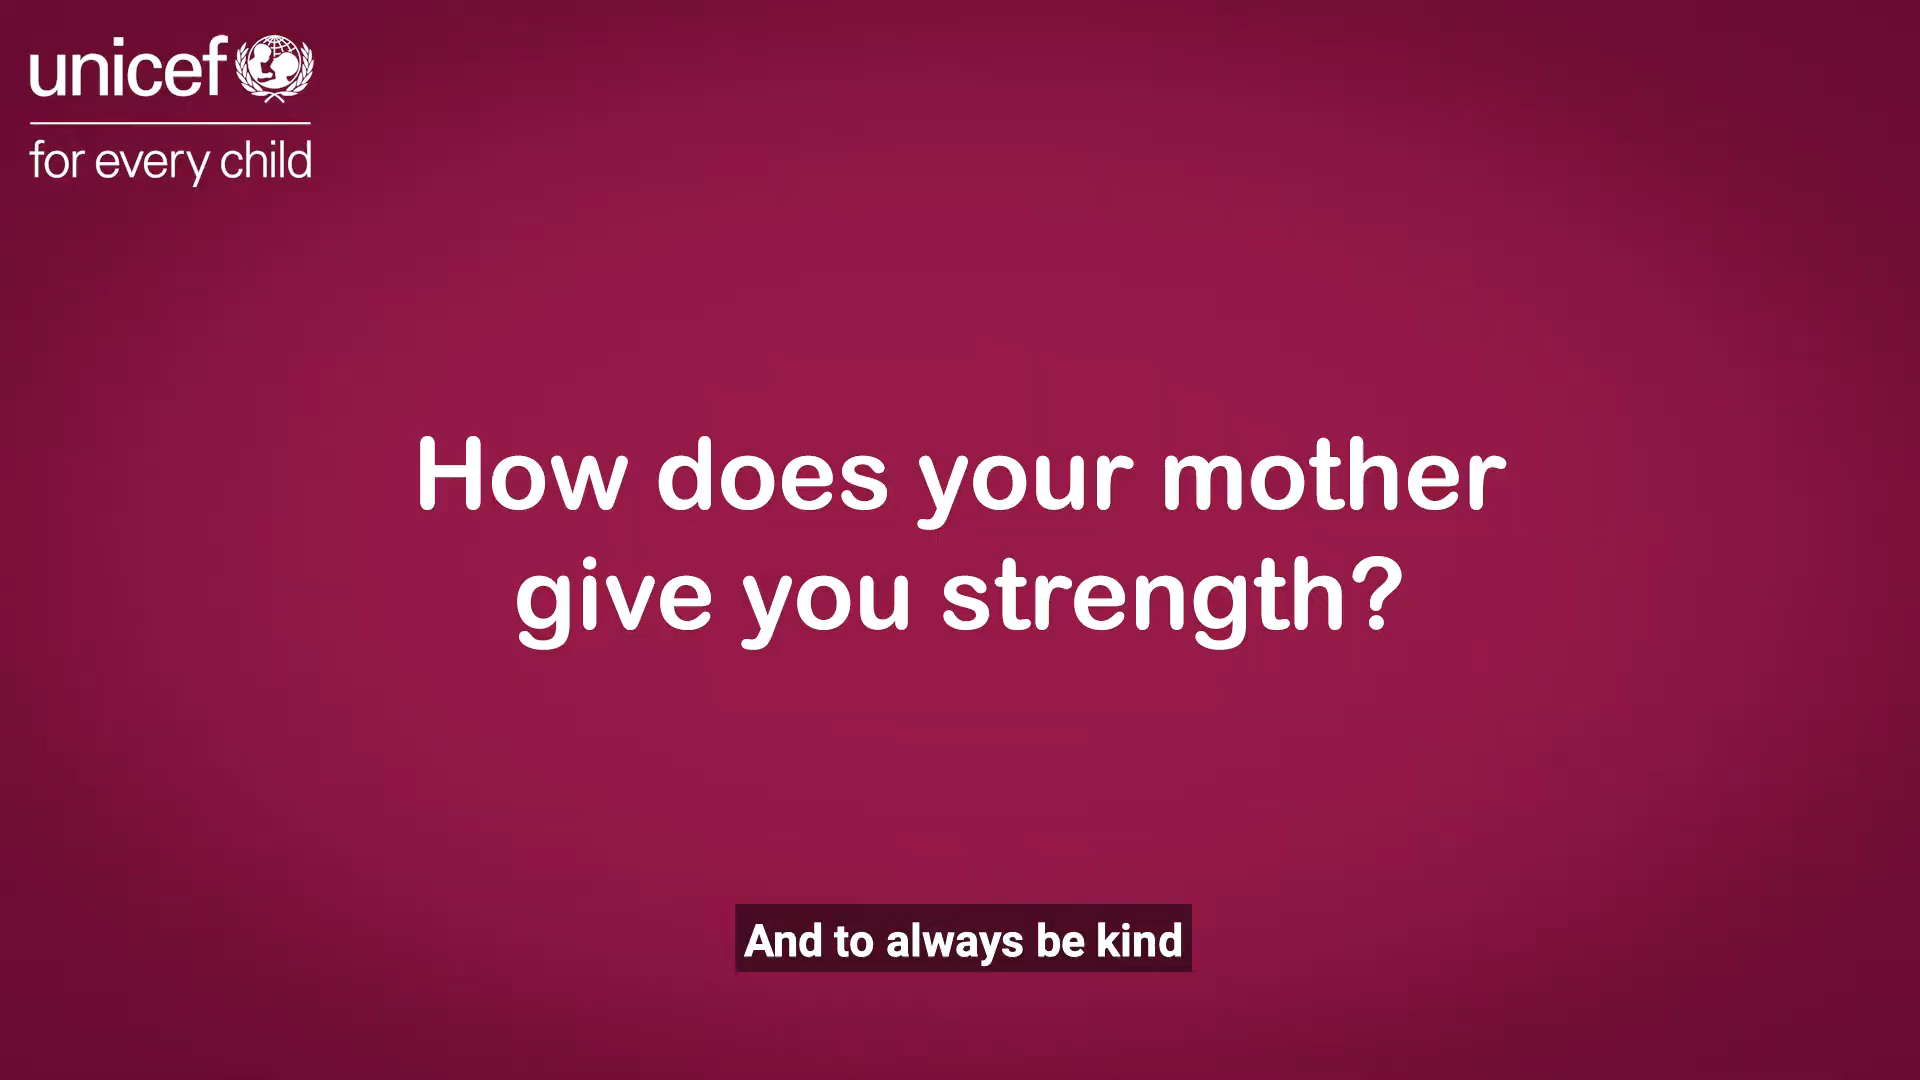 unicef
for every child
How does your mother
give you strength?
And to always be kind